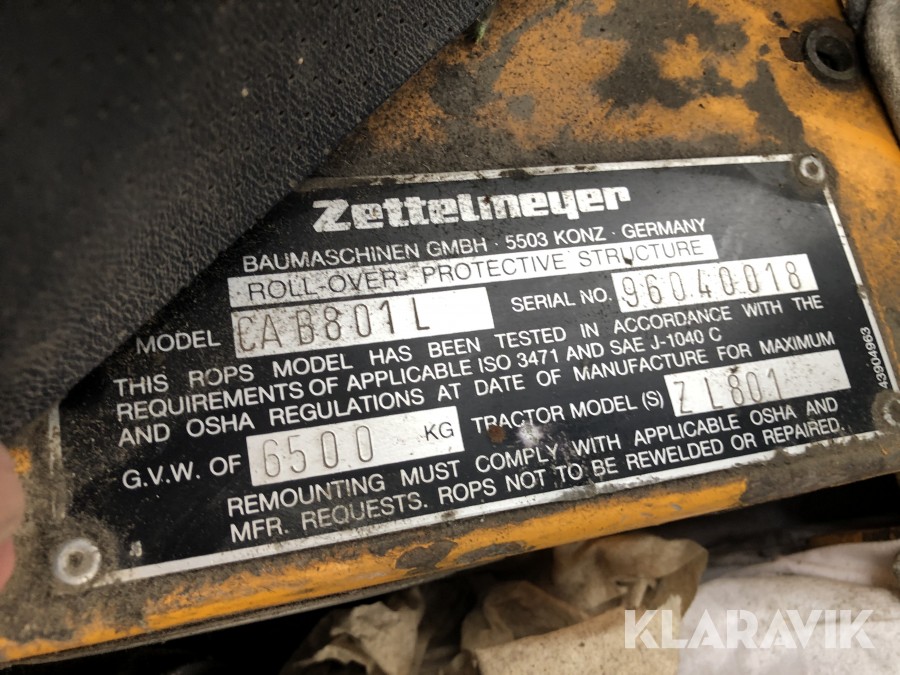 Zettelmeyer
BAUMASCHINEN GMBH · 5503 KONZ · GERMANY
ROLL-OVER- PROTECTIVE STRUCTURE
MODEL CAB801L SERIAL NO. 96040018
THIS ROPS MODEL HAS BEEN TESTED IN ACCORDANCE WITH THE
REQUIREMENTS OF APPLICABLE ISO 3471 AND SAE J-1040 C
AND OSHA REGULATIONS AT DATE OF MANUFACTURE FOR MAXIMUM
G.V.W. OF 6500 KG TRACTOR MODEL (S) ZL801
REMOUNTING MUST COMPLY WITH APPLICABLE OSHA AND
MFR. REQUESTS. ROPS NOT TO BE REWELDED OR REPAIRED.
43904963
KLARAVIK